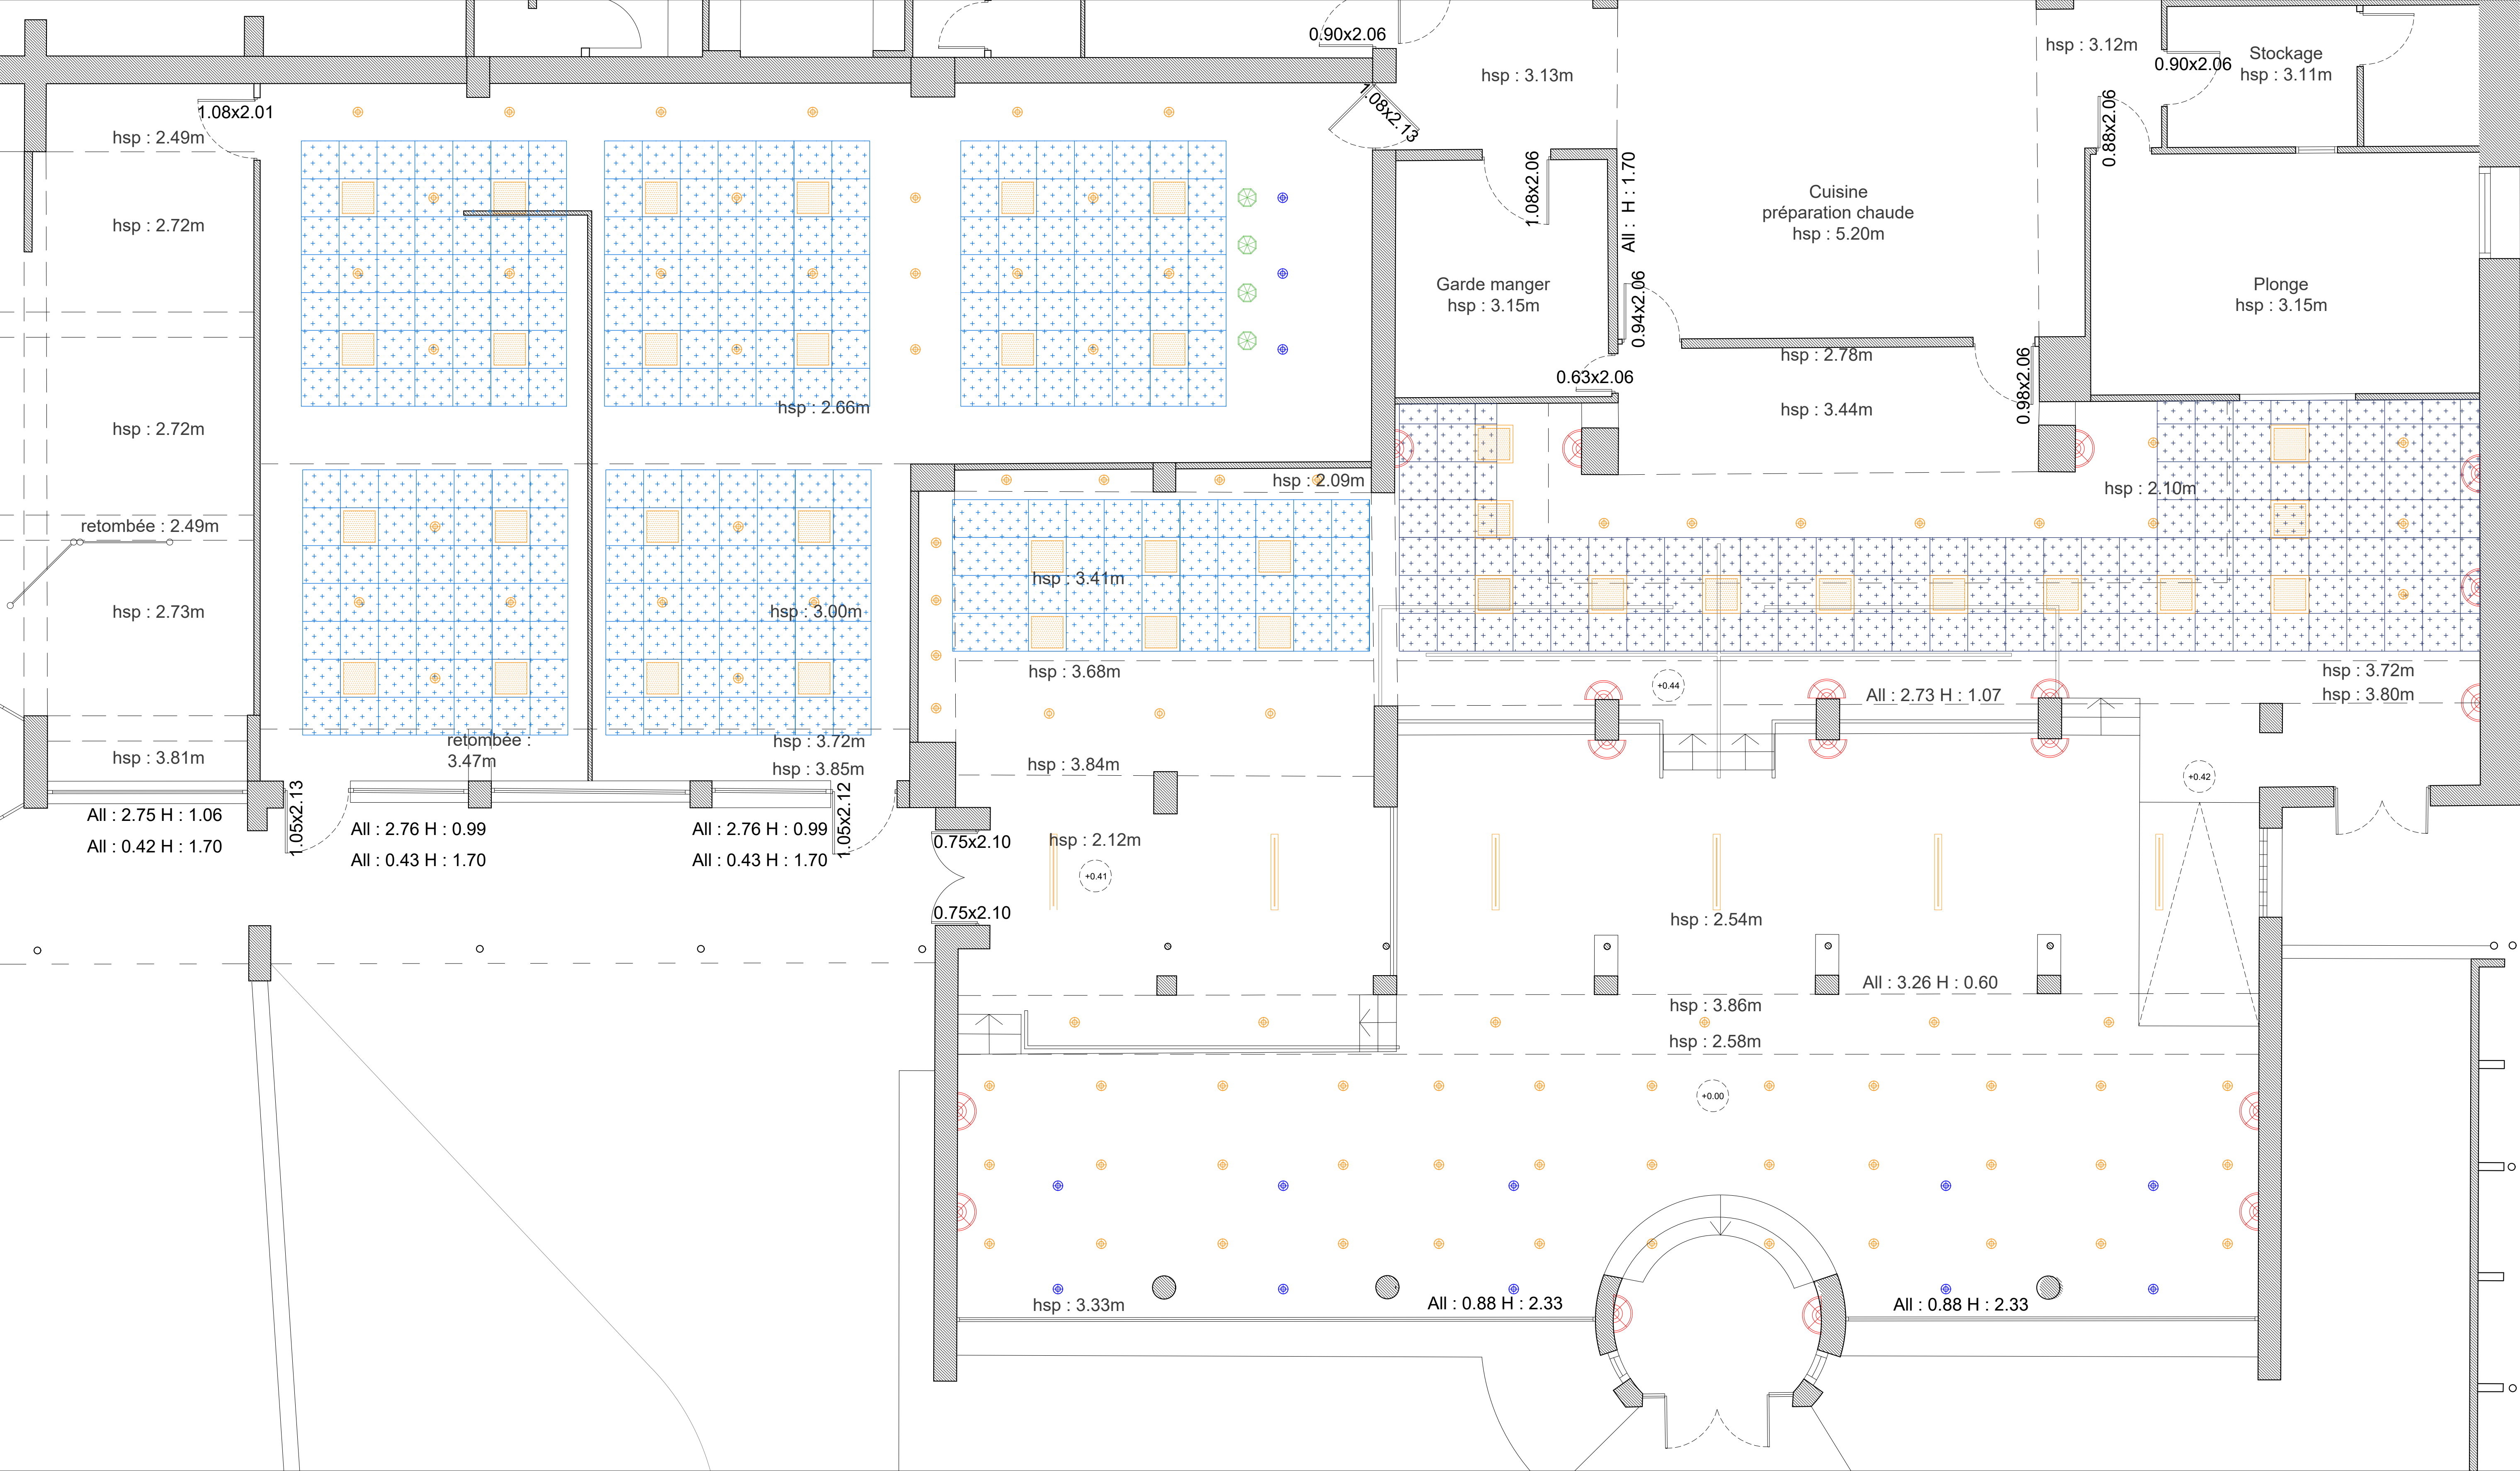 0.90x2.06
hsp : 3.13m
hsp : 3.12m
0.90x2.06
Stockage
hsp : 3.11m
1.08x2.01
hsp : 2.49m
1.08x2.13
1.08x2.06
All : H : 1.70
0.88x2.06
hsp : 2.72m
Cuisine
préparation chaude
hsp : 5.20m
Garde manger
hsp : 3.15m
0.94x2.06
Plonge
hsp : 3.15m
hsp : 2.78m
0.63x2.06
0.98x2.06
hsp : 2.66m
hsp : 3.44m
hsp : 2.72m
hsp : 2.09m
hsp : 2.10m
retombée : 2.49m
hsp : 3.41m
hsp : 2.73m
hsp : 3.00m
hsp : 3.68m
+0.44
All : 2.73 H : 1.07
hsp : 3.72m
hsp : 3.80m
retombée :
3.47m
hsp : 3.72m
hsp : 3.85m
hsp : 3.81m
hsp : 3.84m
+0.42
All : 2.75 H : 1.06
All : 0.42 H : 1.70
1.05x2.13
All : 2.76 H : 0.99
All : 0.43 H : 1.70
All : 2.76 H : 0.99
All : 0.43 H : 1.70
1.05x2.12
0.75x2.10
hsp : 2.12m
+0.41
0.75x2.10
hsp : 2.54m
All : 3.26 H : 0.60
hsp : 3.86m
hsp : 2.58m
+0.00
hsp : 3.33m
All : 0.88 H : 2.33
All : 0.88 H : 2.33